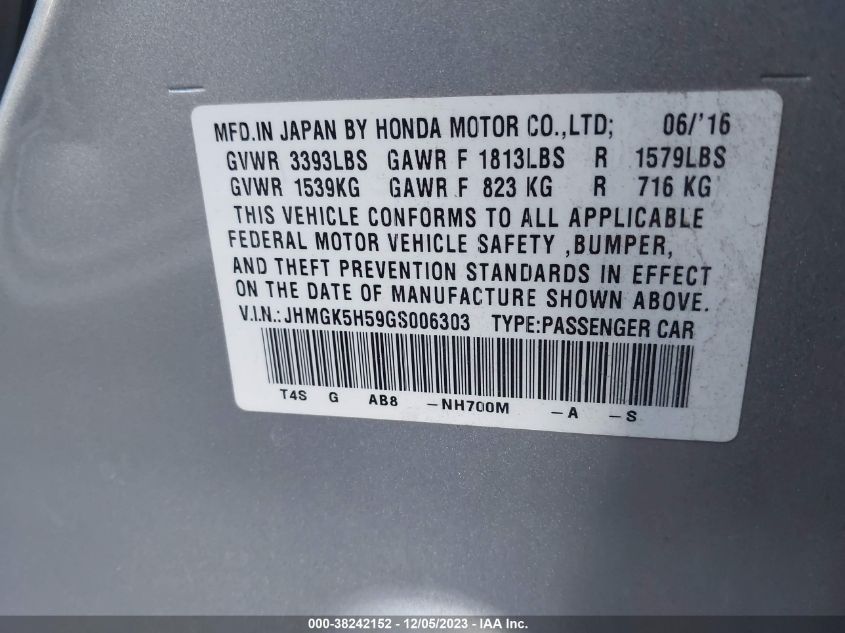 MFD.IN JAPAN BY HONDA MOTOR CO.,LTD; 06/'16
GVWR 3393LBS GAWR F 1813LBS R 1579LBS
GVWR 1539KG GAWR F 823 KG R 716 KG
THIS VEHICLE CONFORMS TO ALL APPLICABLE
FEDERAL MOTOR VEHICLE SAFETY ,BUMPER,
AND THEFT PREVENTION STANDARDS IN EFFECT
ON THE DATE OF MANUFACTURE SHOWN ABOVE.
V.I.N.: JHMGK5H59GS006303 TYPE:PASSENGER CAR
T4S G AB8 -NH700M -A -S
000-38242152 - 12/05/2023 - IAA Inc.